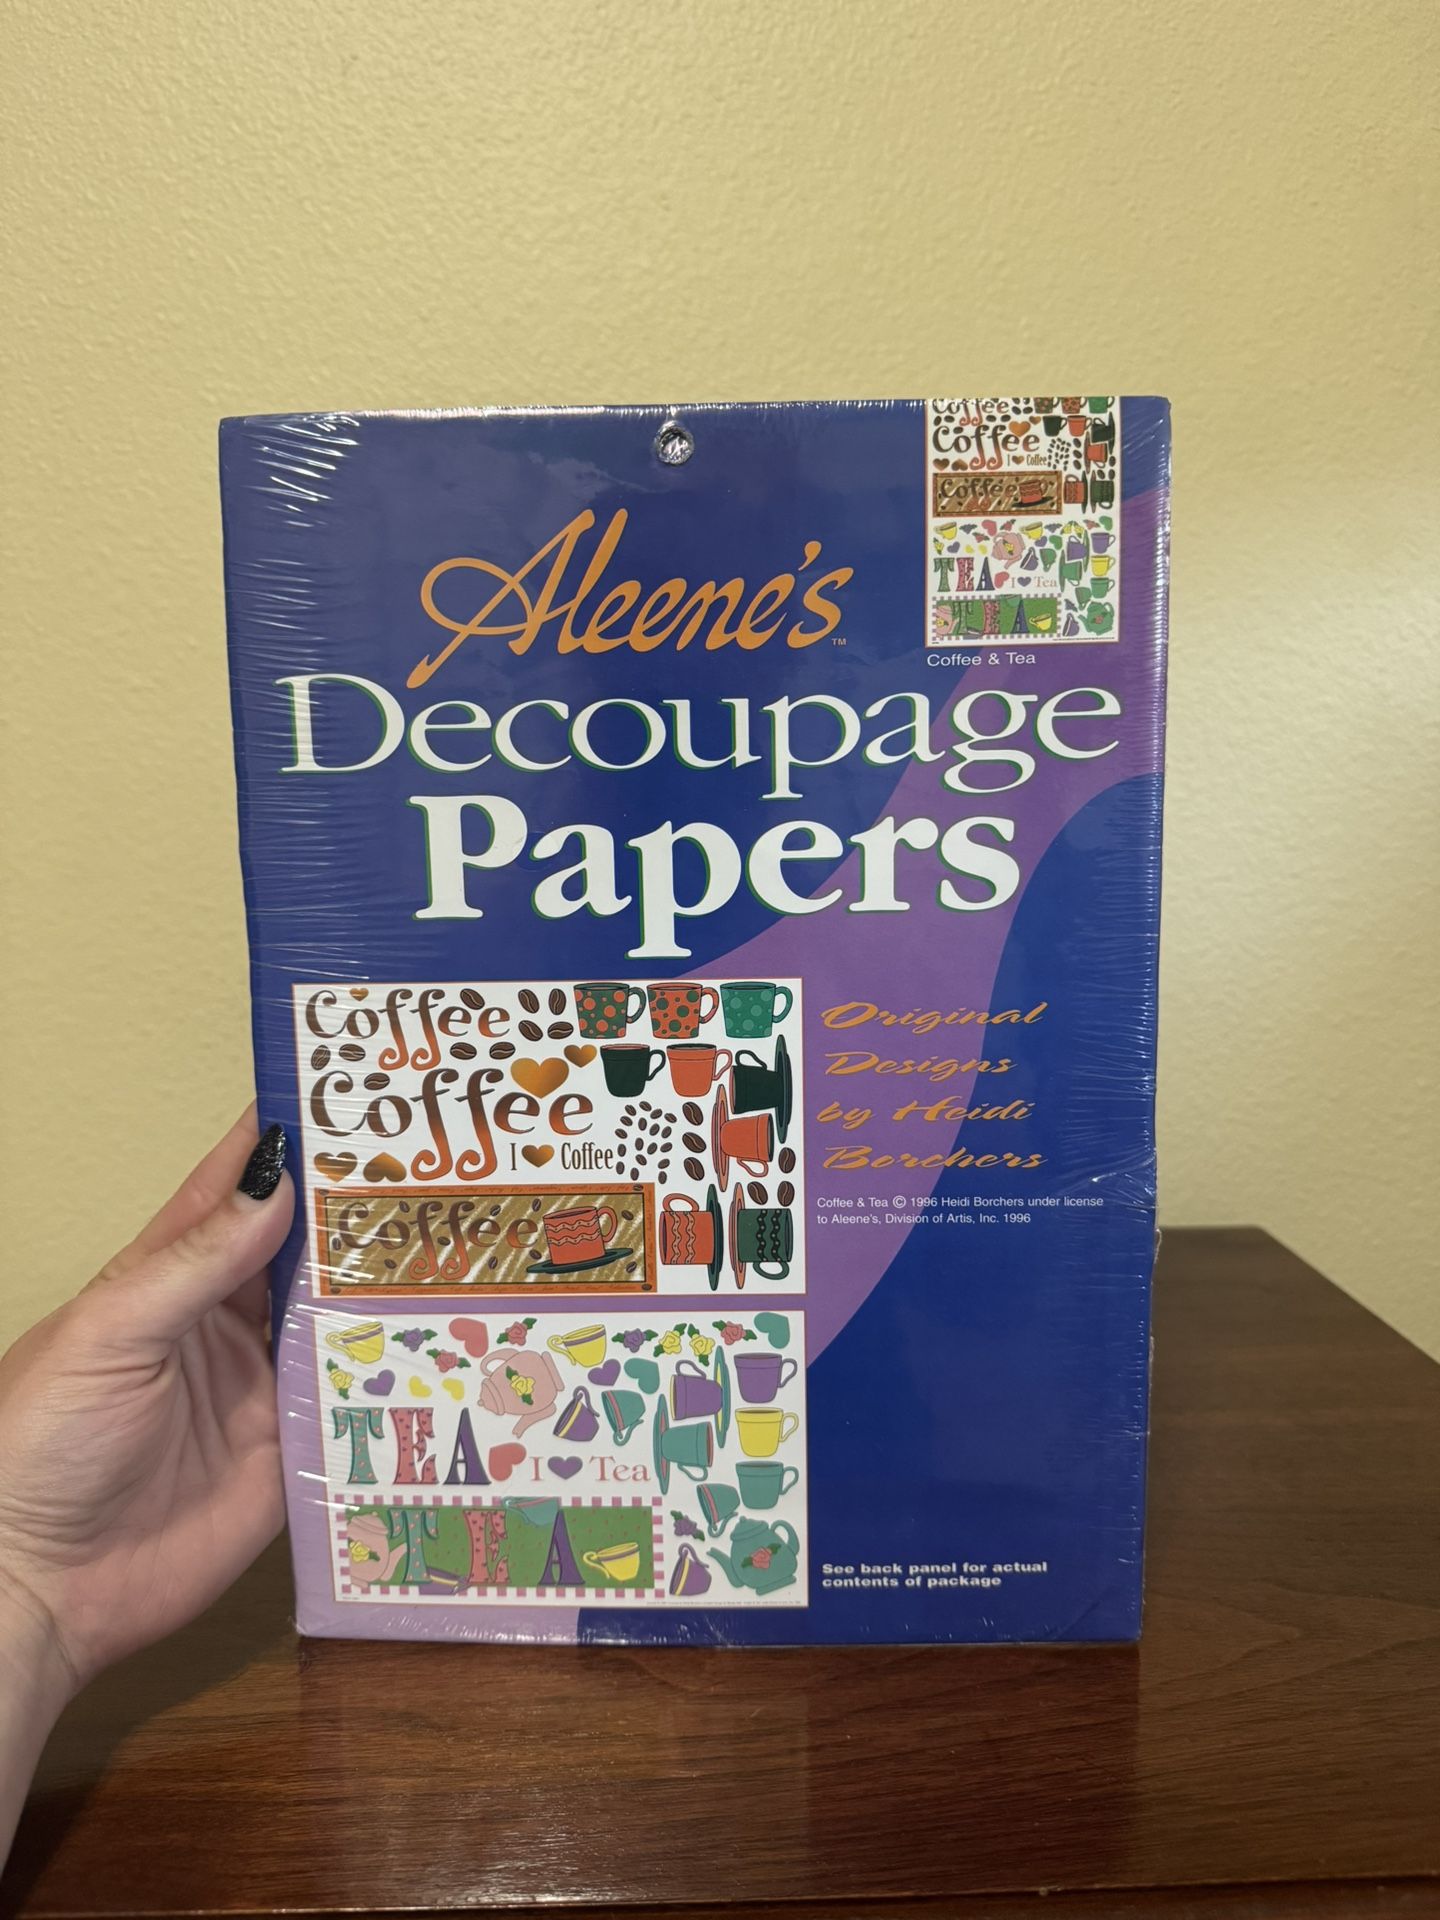 Coffee
Coffee
I ♥ Coffee
Coffee
TEA I ♥ Tea
TEA
Coffee & Tea
Aleene's™
Decoupage
Papers
Coffee
Coffee
I ♥ Coffee
Coffee
Original
Designs
by Heidi
Borchers
Coffee & Tea © 1996 Heidi Borchers under license
to Aleene's, Division of Artis, Inc. 1996
TEA I ♥ Tea
TEA
See back panel for actual
contents of package